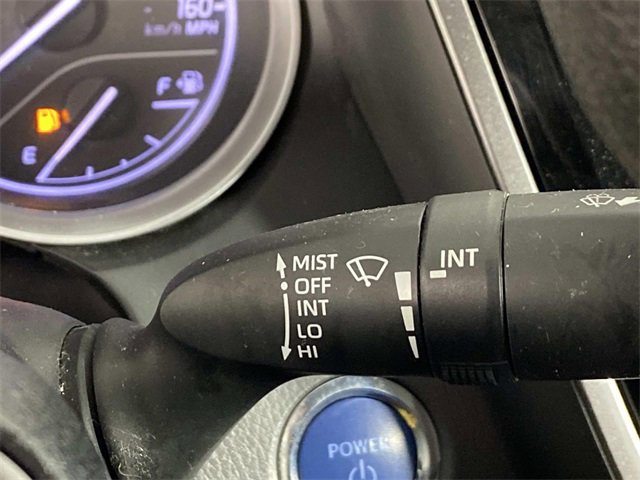 160
km/h MPH
F
E
MIST
OFF
INT
LO
HI
INT
POWER